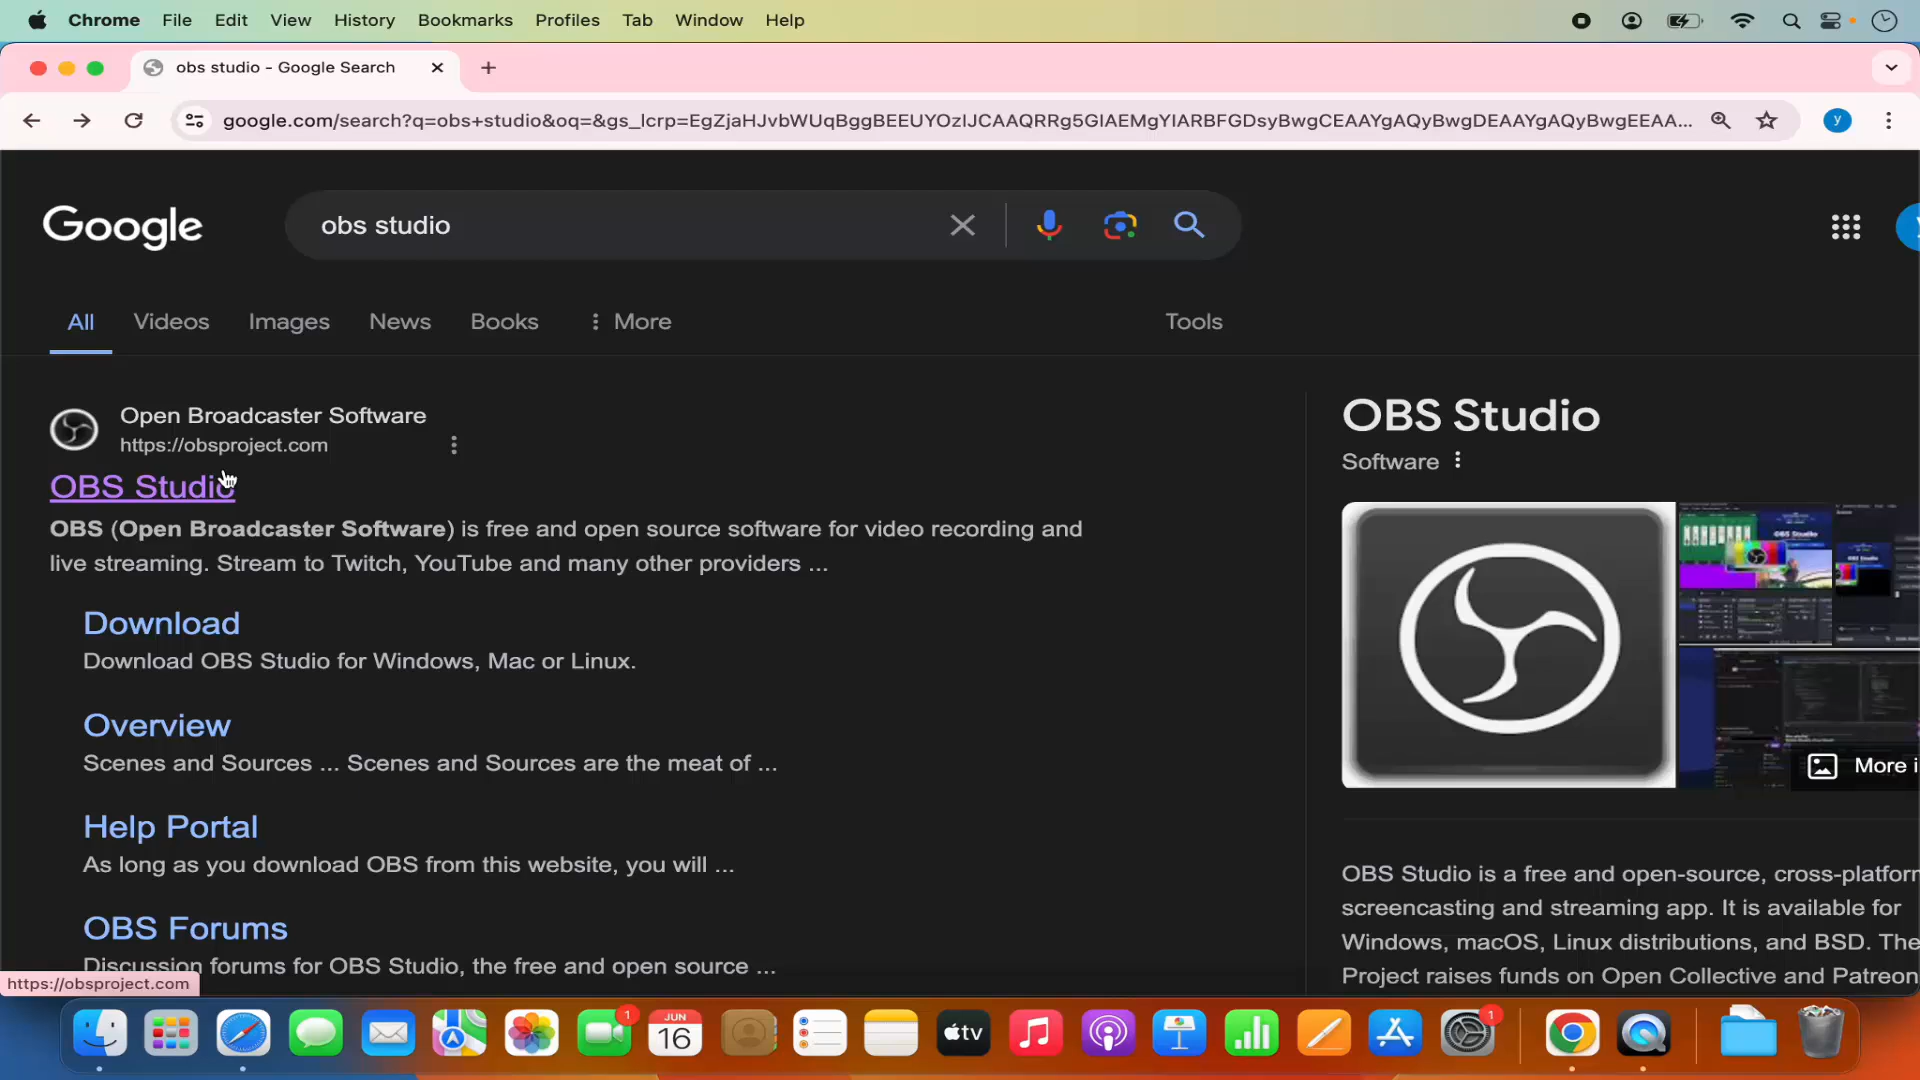 Chrome File Edit View History Bookmarks Profiles Tab Window Help
obs studio - Google Search
google.com/search?q=obs+studio&oq=&gs_lcrp=EgZjaHJvbWUqBggBEEUYOzIJCAAQRRg5GIAEMgYIARBFGDsyBwgCEAAYgAQyBwgDEAAYgAQyBwgEEAA...
y
Google
obs studio
All Videos Images News Books More Tools
Open Broadcaster Software
https://obsproject.com
OBS Studio
OBS (Open Broadcaster Software) is free and open source software for video recording and
live streaming. Stream to Twitch, YouTube and many other providers ...
Download
Download OBS Studio for Windows, Mac or Linux.
Overview
Scenes and Sources ... Scenes and Sources are the meat of ...
Help Portal
As long as you download OBS from this website, you will ...
OBS Forums
Discussion forums for OBS Studio, the free and open source ...
OBS Studio
Software
More i
OBS Studio is a free and open-source, cross-platform
screencasting and streaming app. It is available for
Windows, macOS, Linux distributions, and BSD. The
Project raises funds on Open Collective and Patreon
https://obsproject.com
1
JUN
16
tv
1